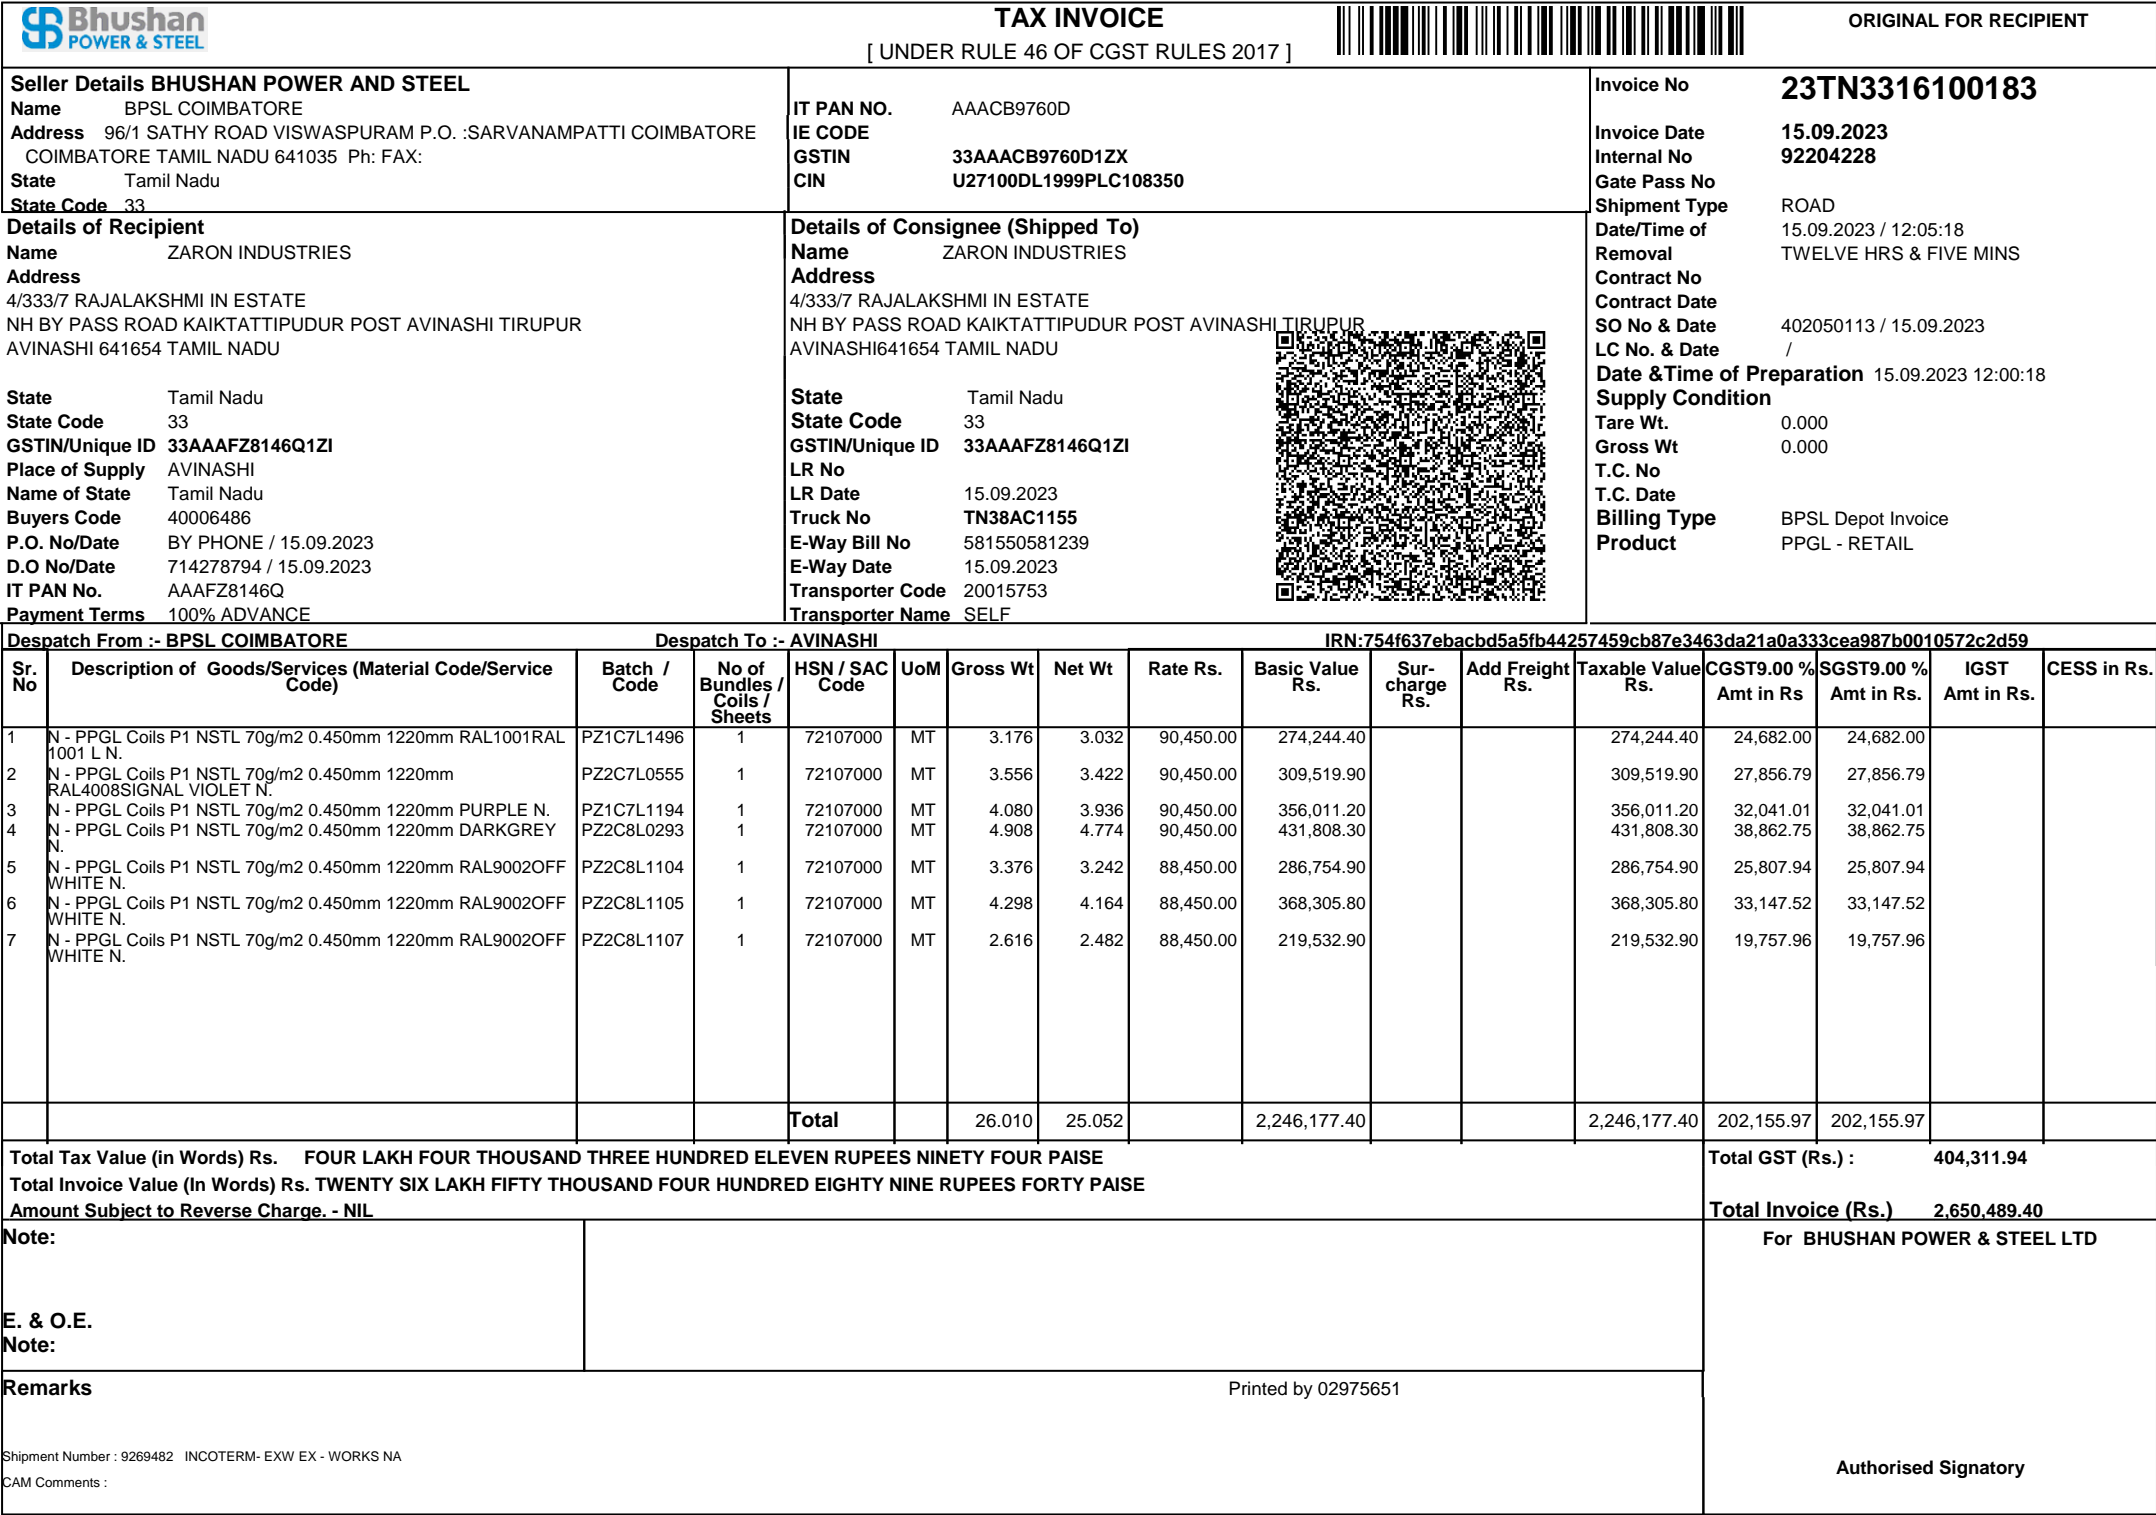 Bhushan
POWER & STEEL
TAX INVOICE
[ UNDER RULE 46 OF CGST RULES 2017 ]
ORIGINAL FOR RECIPIENT
Seller Details BHUSHAN POWER AND STEEL
Name BPSL COIMBATORE
Address 96/1 SATHY ROAD VISWASPURAM P.O. :SARVANAMPATTI COIMBATORE
COIMBATORE TAMIL NADU 641035 Ph: FAX:
State Tamil Nadu
State Code 33
IT PAN NO. AAACB9760D
IE CODE
GSTIN 33AAACB9760D1ZX
CIN U27100DL1999PLC108350
Invoice No 23TN3316100183
Invoice Date 15.09.2023
Internal No 92204228
Gate Pass No
Shipment Type ROAD
Date/Time of 15.09.2023 / 12:05:18
Removal TWELVE HRS & FIVE MINS
Contract No
Contract Date
SO No & Date 402050113 / 15.09.2023
LC No. & Date /
Date &Time of Preparation 15.09.2023 12:00:18
Supply Condition
Tare Wt. 0.000
Gross Wt 0.000
T.C. No
T.C. Date
Billing Type BPSL Depot Invoice
Product PPGL - RETAIL
Details of Recipient
Name ZARON INDUSTRIES
Address
4/333/7 RAJALAKSHMI IN ESTATE
NH BY PASS ROAD KAIKTATTIPUDUR POST AVINASHI TIRUPUR
AVINASHI 641654 TAMIL NADU
State Tamil Nadu
State Code 33
GSTIN/Unique ID 33AAAFZ8146Q1ZI
Place of Supply AVINASHI
Name of State Tamil Nadu
Buyers Code 40006486
P.O. No/Date BY PHONE / 15.09.2023
D.O No/Date 714278794 / 15.09.2023
IT PAN No. AAAFZ8146Q
Payment Terms 100% ADVANCE
Details of Consignee (Shipped To)
Name ZARON INDUSTRIES
Address
4/333/7 RAJALAKSHMI IN ESTATE
NH BY PASS ROAD KAIKTATTIPUDUR POST AVINASHI TIRUPUR
AVINASHI641654 TAMIL NADU
State Tamil Nadu
State Code 33
GSTIN/Unique ID 33AAAFZ8146Q1ZI
LR No
LR Date 15.09.2023
Truck No TN38AC1155
E-Way Bill No 581550581239
E-Way Date 15.09.2023
Transporter Code 20015753
Transporter Name SELF
Despatch From :- BPSL COIMBATORE Despatch To :- AVINASHI IRN:754f637ebacbd5a5fb44257459cb87e3463da21a0a333cea987b0010572c2d59
Sr. No Description of Goods/Services (Material Code/Service Code) Batch / Code No of Bundles / Coils / Sheets HSN / SAC Code UoM Gross Wt Net Wt Rate Rs. Basic Value Rs. Sur-charge Rs. Add Freight Rs. Taxable Value Rs. CGST9.00 % Amt in Rs SGST9.00 % Amt in Rs. IGST Amt in Rs. CESS in Rs.
1 N - PPGL Coils P1 NSTL 70g/m2 0.450mm 1220mm RAL1001RAL PZ1C7L1496 1 72107000 MT 3.176 3.032 90,450.00 274,244.40 274,244.40 24,682.00 24,682.00
1001 L N.
2 N - PPGL Coils P1 NSTL 70g/m2 0.450mm 1220mm PZ2C7L0555 1 72107000 MT 3.556 3.422 90,450.00 309,519.90 309,519.90 27,856.79 27,856.79
RAL4008SIGNAL VIOLET N.
3 N - PPGL Coils P1 NSTL 70g/m2 0.450mm 1220mm PURPLE N. PZ1C7L1194 1 72107000 MT 4.080 3.936 90,450.00 356,011.20 356,011.20 32,041.01 32,041.01
4 N - PPGL Coils P1 NSTL 70g/m2 0.450mm 1220mm DARKGREY PZ2C8L0293 1 72107000 MT 4.908 4.774 90,450.00 431,808.30 431,808.30 38,862.75 38,862.75
N.
5 N - PPGL Coils P1 NSTL 70g/m2 0.450mm 1220mm RAL9002OFF PZ2C8L1104 1 72107000 MT 3.376 3.242 88,450.00 286,754.90 286,754.90 25,807.94 25,807.94
WHITE N.
6 N - PPGL Coils P1 NSTL 70g/m2 0.450mm 1220mm RAL9002OFF PZ2C8L1105 1 72107000 MT 4.298 4.164 88,450.00 368,305.80 368,305.80 33,147.52 33,147.52
WHITE N.
7 N - PPGL Coils P1 NSTL 70g/m2 0.450mm 1220mm RAL9002OFF PZ2C8L1107 1 72107000 MT 2.616 2.482 88,450.00 219,532.90 219,532.90 19,757.96 19,757.96
WHITE N.
Total 26.010 25.052 2,246,177.40 2,246,177.40 202,155.97 202,155.97
Total Tax Value (in Words) Rs. FOUR LAKH FOUR THOUSAND THREE HUNDRED ELEVEN RUPEES NINETY FOUR PAISE
Total GST (Rs.) : 404,311.94
Total Invoice Value (In Words) Rs. TWENTY SIX LAKH FIFTY THOUSAND FOUR HUNDRED EIGHTY NINE RUPEES FORTY PAISE
Amount Subject to Reverse Charge. - NIL
Total Invoice (Rs.) 2,650,489.40
Note:
For BHUSHAN POWER & STEEL LTD
E. & O.E.
Note:
Remarks
Printed by 02975651
Shipment Number : 9269482 INCOTERM- EXW EX - WORKS NA
Authorised Signatory
CAM Comments :